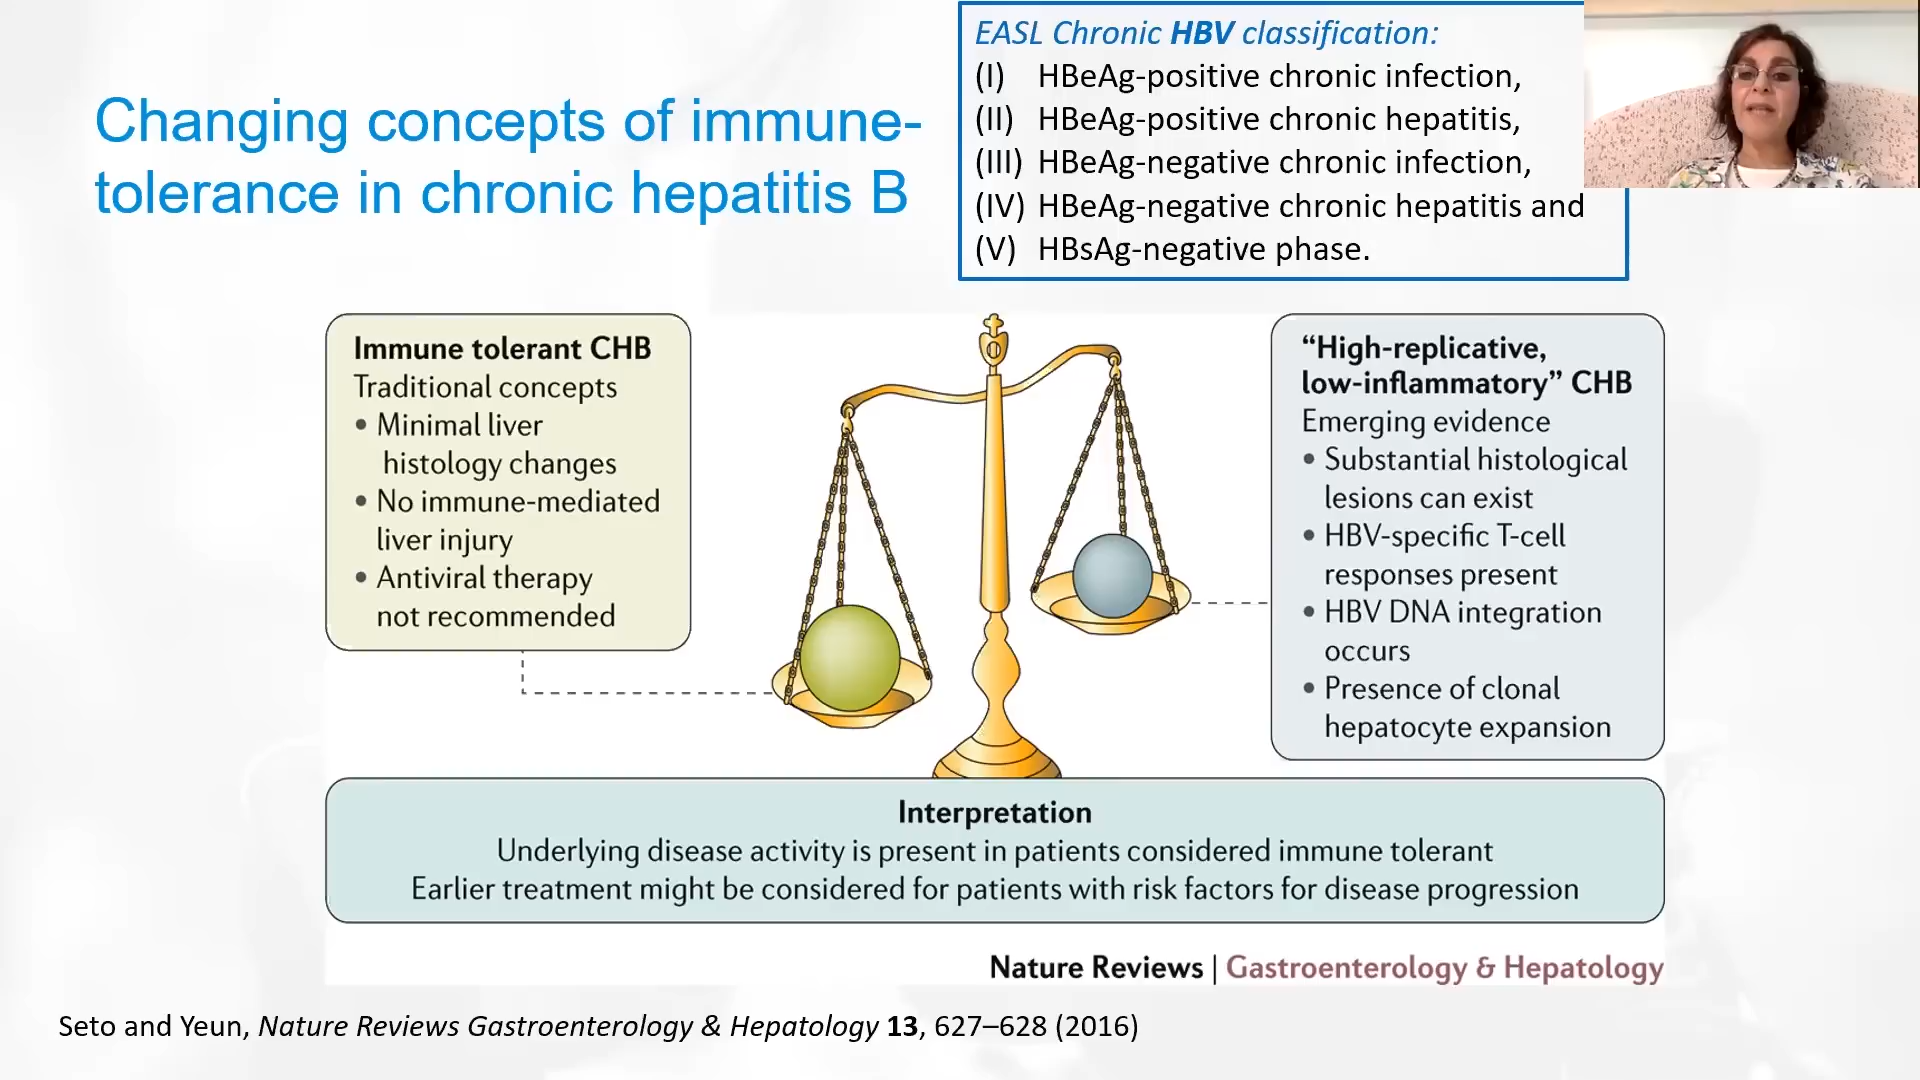 Changing concepts of immune-
tolerance in chronic hepatitis B
EASL Chronic HBV classification:
(I) HBeAg-positive chronic infection,
(II) HBeAg-positive chronic hepatitis,
(III) HBeAg-negative chronic infection,
(IV) HBeAg-negative chronic hepatitis and
(V) HBsAg-negative phase.
Immune tolerant CHB
Traditional concepts
• Minimal liver
histology changes
• No immune-mediated
liver injury
• Antiviral therapy
not recommended
“High-replicative,
low-inflammatory” CHB
Emerging evidence
• Substantial histological
lesions can exist
• HBV-specific T-cell
responses present
• HBV DNA integration
occurs
• Presence of clonal
hepatocyte expansion
Interpretation
Underlying disease activity is present in patients considered immune tolerant
Earlier treatment might be considered for patients with risk factors for disease progression
Nature Reviews | Gastroenterology & Hepatology
Seto and Yeun, Nature Reviews Gastroenterology & Hepatology 13, 627–628 (2016)